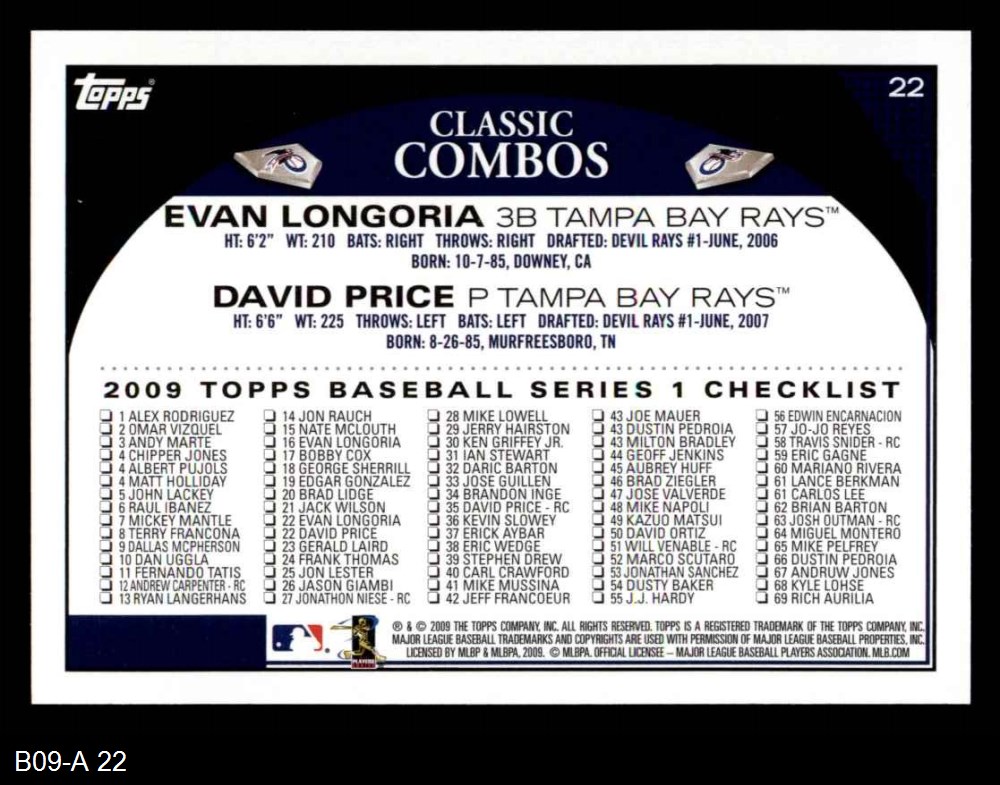 Topps®
22
CLASSIC
COMBOS
EVAN LONGORIA 3B TAMPA BAY RAYS™
HT: 6'2" WT: 210 BATS: RIGHT THROWS: RIGHT DRAFTED: DEVIL RAYS #1-JUNE, 2006
BORN: 10-7-85, DOWNEY, CA
DAVID PRICE P TAMPA BAY RAYS™
HT: 6'6" WT: 225 THROWS: LEFT BATS: LEFT DRAFTED: DEVIL RAYS #1-JUNE, 2007
BORN: 8-26-85, MURFREESBORO, TN
2009 TOPPS BASEBALL SERIES 1 CHECKLIST
1 ALEX RODRIGUEZ
2 OMAR VIZQUEL
3 ANDY MARTE
4 CHIPPER JONES
4 ALBERT PUJOLS
4 MATT HOLLIDAY
5 JOHN LACKEY
6 RAUL IBANEZ
7 MICKEY MANTLE
8 TERRY FRANCONA
9 DALLAS MCPHERSON
10 DAN UGGLA
11 FERNANDO TATIS
12 ANDREW CARPENTER - RC
13 RYAN LANGERHANS
14 JON RAUCH
15 NATE MCLOUTH
16 EVAN LONGORIA
17 BOBBY COX
18 GEORGE SHERRILL
19 EDGAR GONZALEZ
20 BRAD LIDGE
21 JACK WILSON
22 EVAN LONGORIA
22 DAVID PRICE
23 GERALD LAIRD
24 FRANK THOMAS
25 JON LESTER
26 JASON GIAMBI
27 JONATHON NIESE - RC
28 MIKE LOWELL
29 JERRY HAIRSTON
30 KEN GRIFFEY JR.
31 IAN STEWART
32 DARIC BARTON
33 JOSE GUILLEN
34 BRANDON INGE
35 DAVID PRICE - RC
36 KEVIN SLOWEY
37 ERICK AYBAR
38 ERIC WEDGE
39 STEPHEN DREW
40 CARL CRAWFORD
41 MIKE MUSSINA
42 JEFF FRANCOEUR
43 JOE MAUER
43 DUSTIN PEDROIA
43 MILTON BRADLEY
44 GEOFF JENKINS
45 AUBREY HUFF
46 BRAD ZIEGLER
47 JOSE VALVERDE
48 MIKE NAPOLI
49 KAZUO MATSUI
50 DAVID ORTIZ
51 WILL VENABLE - RC
52 MARCO SCUTARO
53 JONATHAN SANCHEZ
54 DUSTY BAKER
55 J.J. HARDY
56 EDWIN ENCARNACION
57 JO-JO REYES
58 TRAVIS SNIDER - RC
59 ERIC GAGNE
60 MARIANO RIVERA
61 LANCE BERKMAN
61 CARLOS LEE
62 BRIAN BARTON
63 JOSH OUTMAN - RC
64 MIGUEL MONTERO
65 MIKE PELFREY
66 DUSTIN PEDROIA
67 ANDRUW JONES
68 KYLE LOHSE
69 RICH AURILIA
® & © 2009 THE TOPPS COMPANY, INC. ALL RIGHTS RESERVED. TOPPS IS A REGISTERED TRADEMARK OF THE TOPPS COMPANY, INC.
MAJOR LEAGUE BASEBALL TRADEMARKS AND COPYRIGHTS ARE USED WITH PERMISSION OF MAJOR LEAGUE BASEBALL PROPERTIES, INC.
LICENSED BY MLBP & MLBPA, 2009. © MLBPA. OFFICIAL LICENSEE – MAJOR LEAGUE BASEBALL PLAYERS ASSOCIATION. MLB.COM
B09-A 22